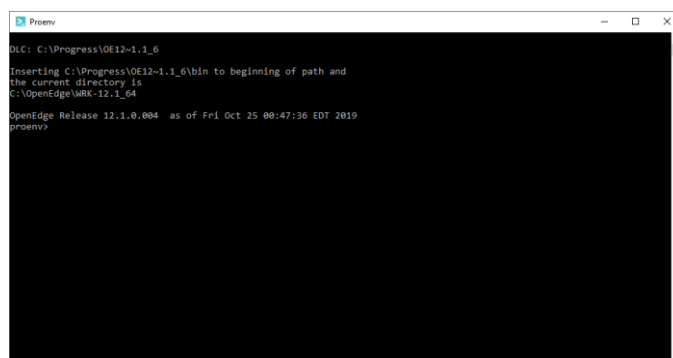 Proenv
DLC: C:\Progress\OE12~1.1_6
Inserting C:\Progress\OE12~1.1_6\bin to beginning of path and
the current directory is
C:\OpenEdge\WRK-12.1_64
OpenEdge Release 12.1.0.004  as of Fri Oct 25 00:47:36 EDT 2019
proenv>